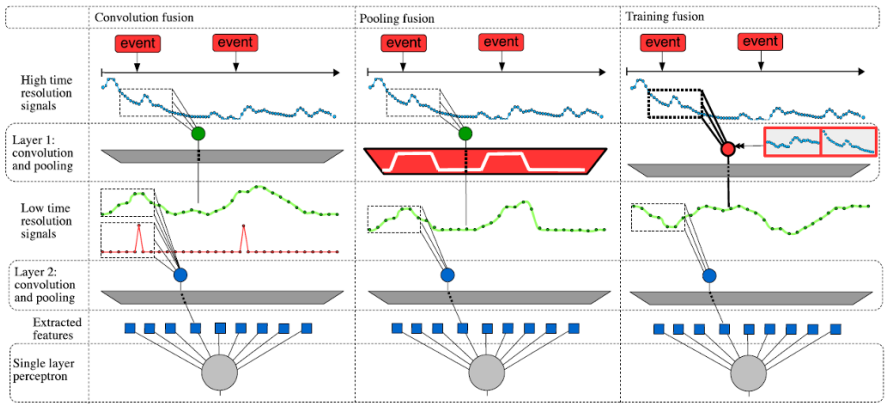 Convolution fusion
Pooling fusion
Training fusion
event
event
event
event
event
event
High time
resolution
signals
Layer 1:
convolution
and pooling
Low time
resolution
signals
Layer 2:
convolution
and pooling
Extracted
features
Single layer
perceptron